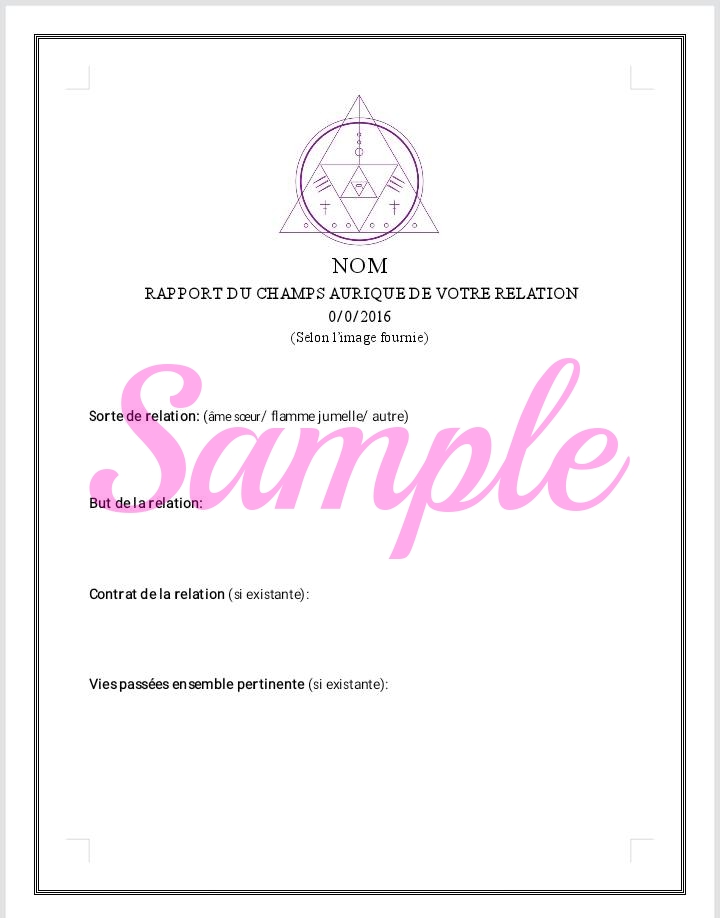 NOM
RAPPORT DU CHAMPS AURIQUE DE VOTRE RELATION
0/0/2016
(Selon l'image fournie)
Sorte de relation: (âme sœur/ flamme jumelle/ autre)
Sample
But de la relation:
Contrat de la relation (si existante):
Vies passées ensemble pertinente (si existante):